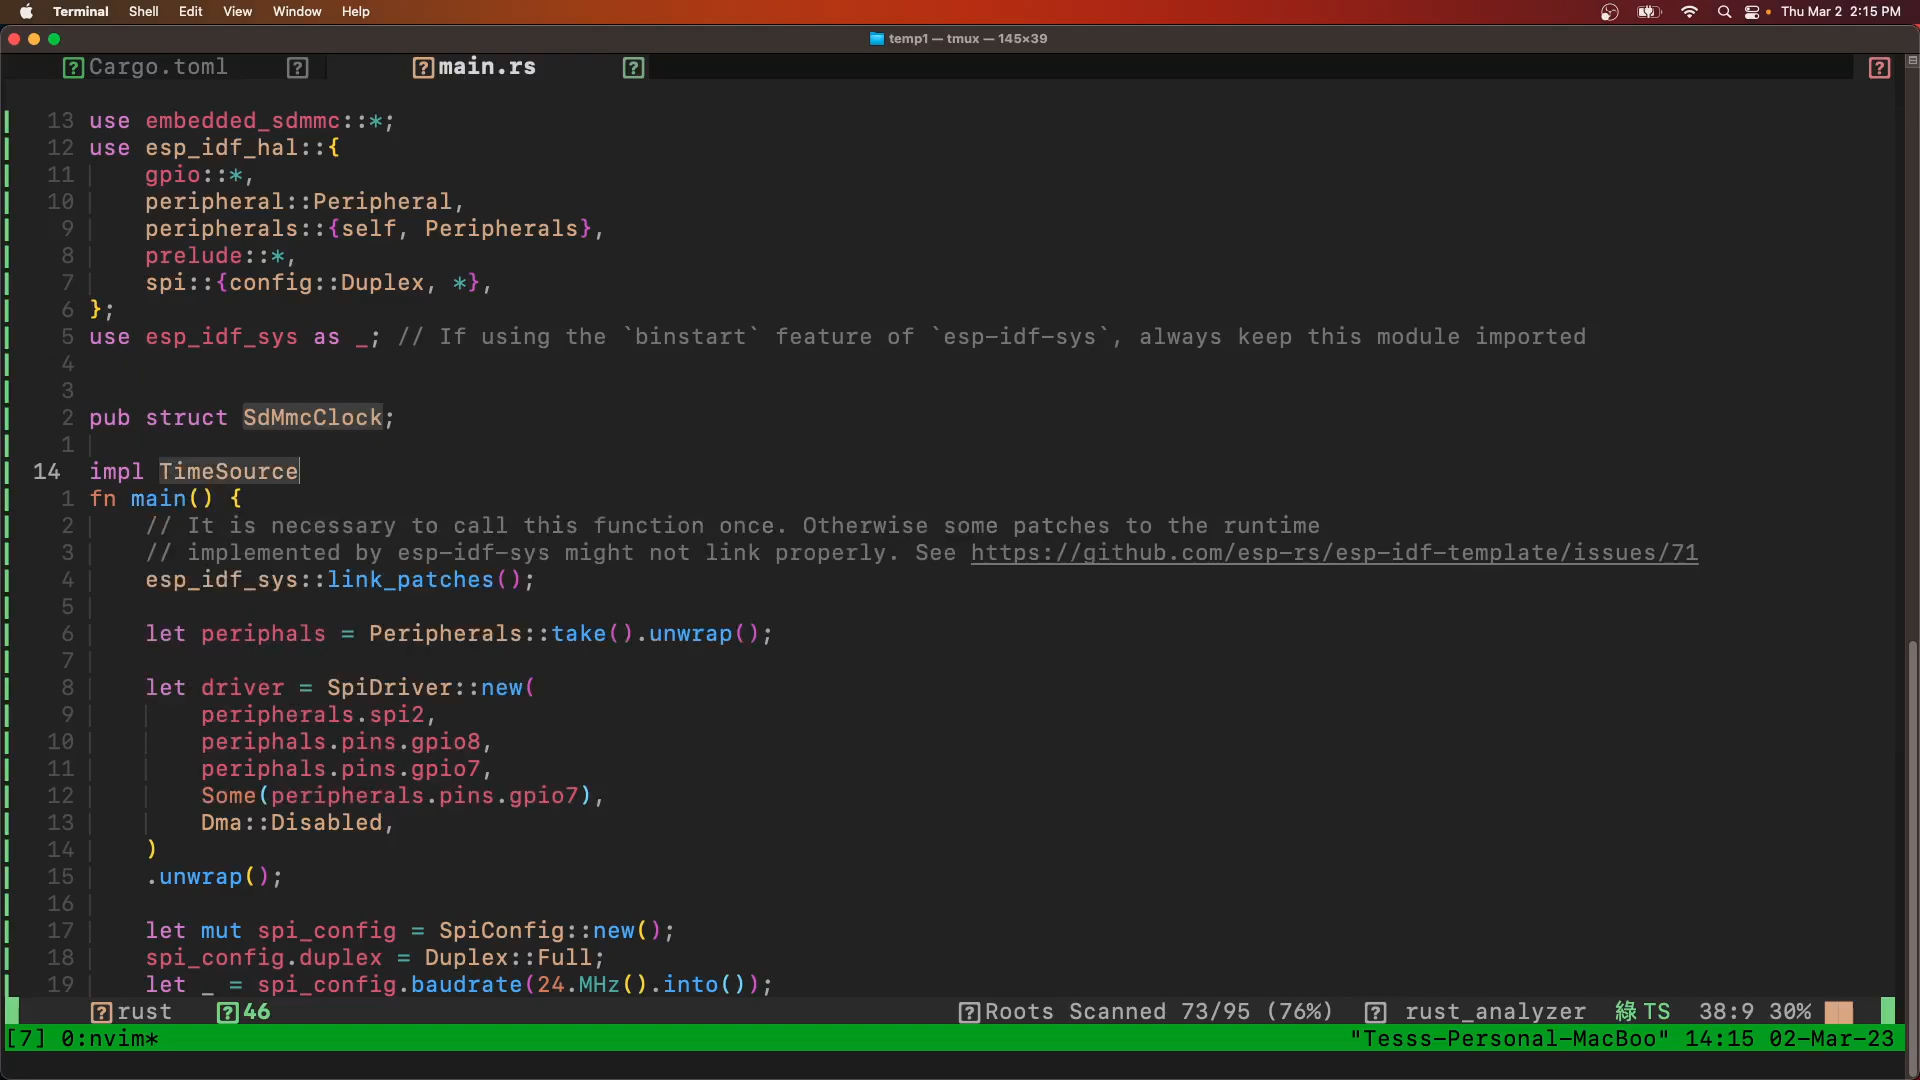 Terminal Shell Edit View Window Help Thu Mar 2 2:15 PM
temp1 — tmux — 145×39
Cargo.toml main.rs
13 use embedded_sdmmc::*;
12 use esp_idf_hal::{
11 gpio::*,
10 peripheral::Peripheral,
9 peripherals::{self, Peripherals},
8 prelude::*,
7 spi::{config::Duplex, *},
6 };
5 use esp_idf_sys as _; // If using the `binstart` feature of `esp-idf-sys`, always keep this module imported
4
3
2 pub struct SdMmcClock;
1
14 impl TimeSource
1 fn main() {
2 // It is necessary to call this function once. Otherwise some patches to the runtime
3 // implemented by esp-idf-sys might not link properly. See https://github.com/esp-rs/esp-idf-template/issues/71
4 esp_idf_sys::link_patches();
5
6 let periphals = Peripherals::take().unwrap();
7
8 let driver = SpiDriver::new(
9 peripherals.spi2,
10 periphals.pins.gpio8,
11 periphals.pins.gpio7,
12 Some(peripherals.pins.gpio7),
13 Dma::Disabled,
14 )
15 .unwrap();
16
17 let mut spi_config = SpiConfig::new();
18 spi_config.duplex = Duplex::Full;
19 let _ = spi_config.baudrate(24.MHz().into());
rust 46 Roots Scanned 73/95 (76%) rust_analyzer 綠 TS 38:9 30%
[7] 0:nvim* "Tesss-Personal-MacBoo" 14:15 02-Mar-23